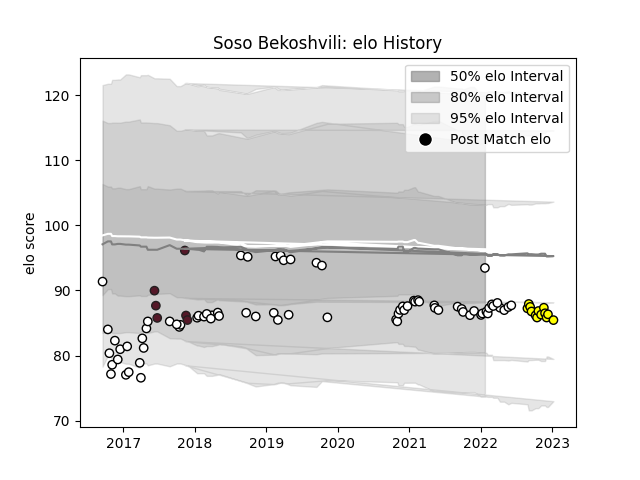 Soso Bekoshvili: elo History
50% elo Interval
80% elo Interval
95% elo Interval
Post Match elo
elo score
120
110
100
90
80
70
2017 2018 2019 2020 2021 2022 2023